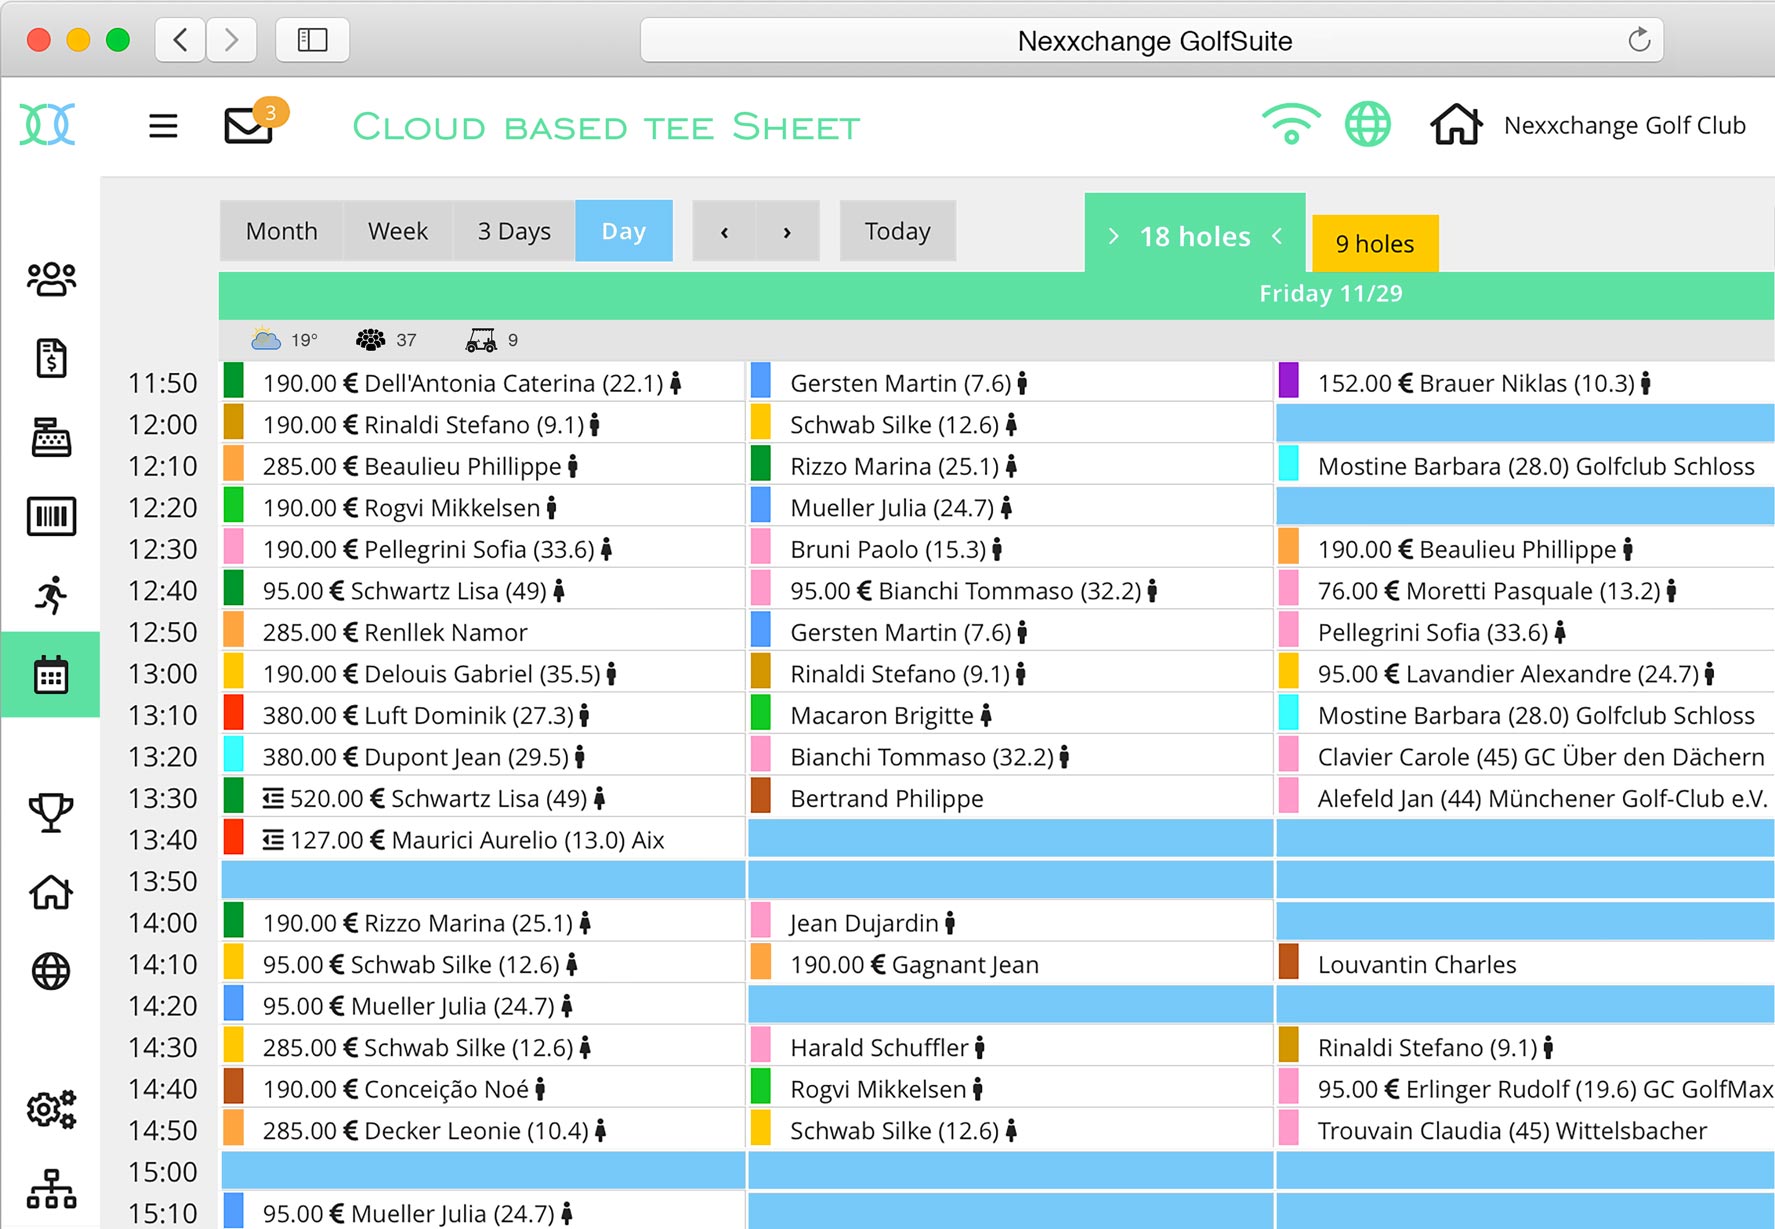 Nexxchange GolfSuite
3
Cloud based tee Sheet
Nexxchange Golf Club
Month Week 3 Days Day ‹ › Today > 18 holes < 9 holes
Friday 11/29
19° 37 9
11:50 190.00 € Dell'Antonia Caterina (22.1) Gersten Martin (7.6) 152.00 € Brauer Niklas (10.3)
12:00 190.00 € Rinaldi Stefano (9.1) Schwab Silke (12.6)
12:10 285.00 € Beaulieu Phillippe Rizzo Marina (25.1) Mostine Barbara (28.0) Golfclub Schloss
12:20 190.00 € Rogvi Mikkelsen Mueller Julia (24.7)
12:30 190.00 € Pellegrini Sofia (33.6) Bruni Paolo (15.3) 190.00 € Beaulieu Phillippe
12:40 95.00 € Schwartz Lisa (49) 95.00 € Bianchi Tommaso (32.2) 76.00 € Moretti Pasquale (13.2)
12:50 285.00 € Renllek Namor Gersten Martin (7.6) Pellegrini Sofia (33.6)
13:00 190.00 € Delouis Gabriel (35.5) Rinaldi Stefano (9.1) 95.00 € Lavandier Alexandre (24.7)
13:10 380.00 € Luft Dominik (27.3) Macaron Brigitte Mostine Barbara (28.0) Golfclub Schloss
13:20 380.00 € Dupont Jean (29.5) Bianchi Tommaso (32.2) Clavier Carole (45) GC Über den Dächern
13:30 520.00 € Schwartz Lisa (49) Bertrand Philippe Alefeld Jan (44) Münchener Golf-Club e.V.
13:40 127.00 € Maurici Aurelio (13.0) Aix
13:50
14:00 190.00 € Rizzo Marina (25.1) Jean Dujardin
14:10 95.00 € Schwab Silke (12.6) 190.00 € Gagnant Jean Louvantin Charles
14:20 95.00 € Mueller Julia (24.7)
14:30 285.00 € Schwab Silke (12.6) Harald Schuffler Rinaldi Stefano (9.1)
14:40 190.00 € Conceição Noé Rogvi Mikkelsen 95.00 € Erlinger Rudolf (19.6) GC GolfMax
14:50 285.00 € Decker Leonie (10.4) Schwab Silke (12.6) Trouvain Claudia (45) Wittelsbacher
15:00
15:10 95.00 € Mueller Julia (24.7)